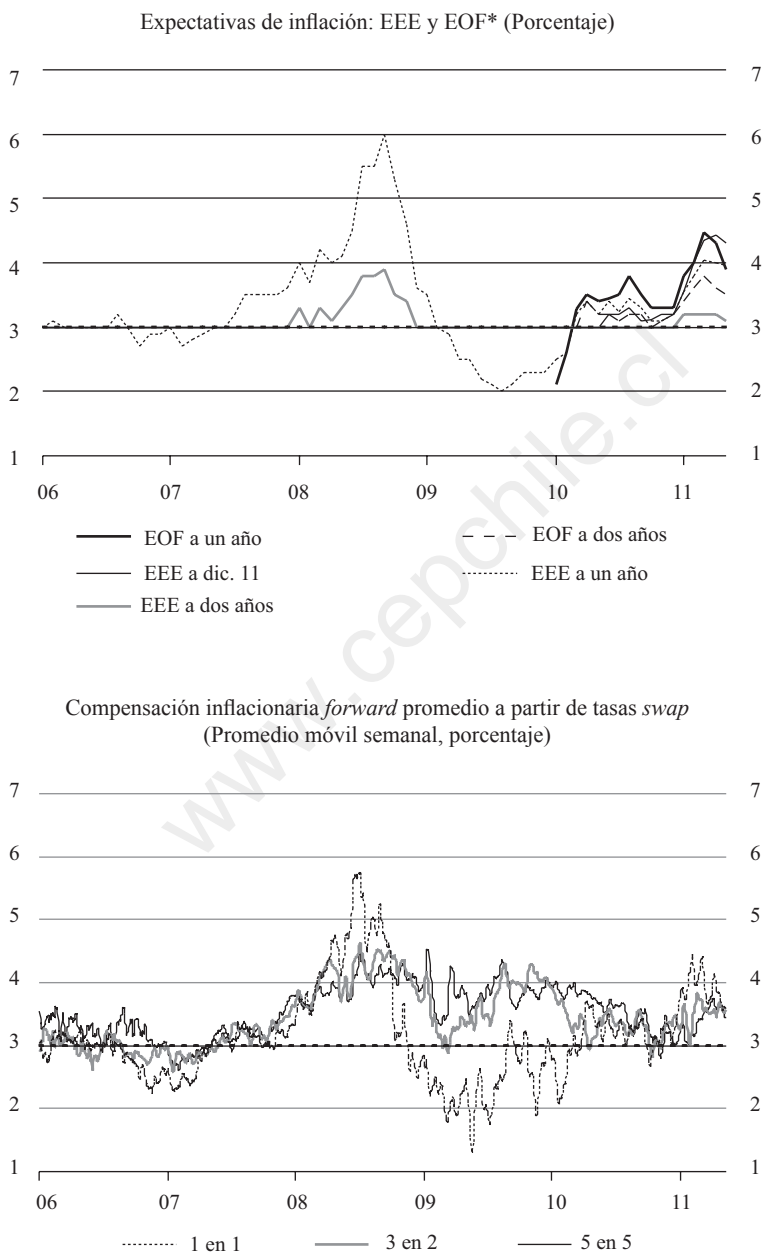 Expectativas de inflación: EEE y EOF* (Porcentaje)
7 7
6 6
5 5
4 4
3 3
2 2
1 1
06 07 08 09 10 11
EOF a un año EOF a dos años
EEE a dic. 11 EEE a un año
EEE a dos años
www.cepchile.cl
Compensación inflacionaria forward promedio a partir de tasas swap
(Promedio móvil semanal, porcentaje)
7 7
6 6
5 5
4 4
3 3
2 2
1 1
06 07 08 09 10 11
1 en 1 3 en 2 5 en 5